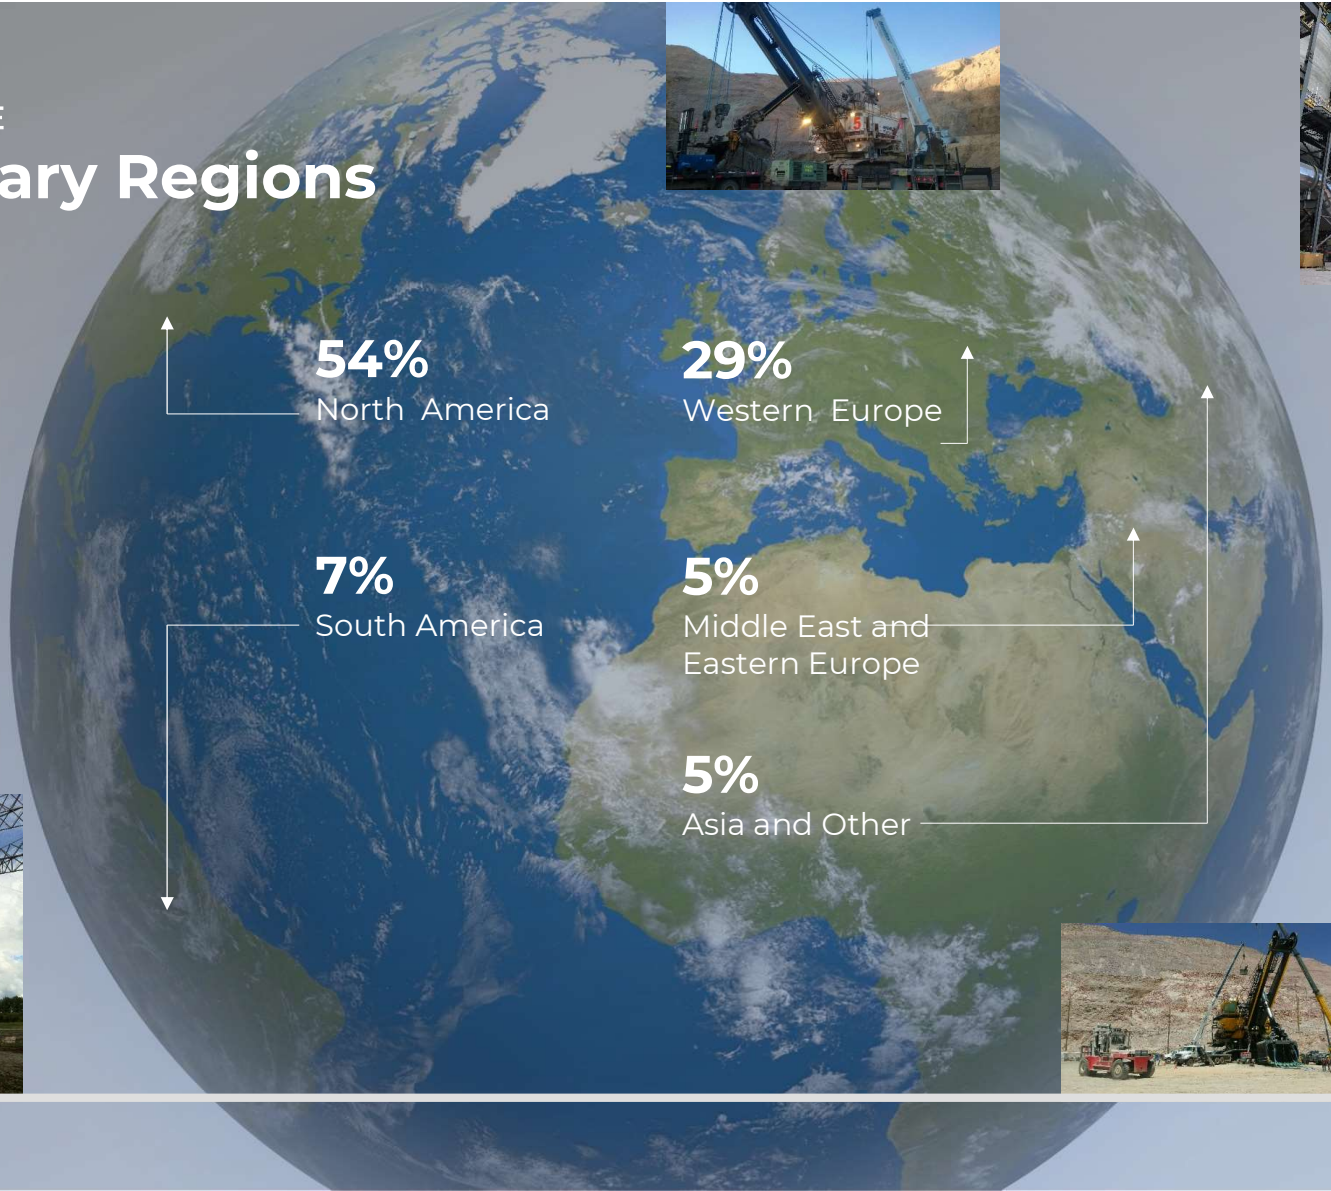 E
ary Regions
54%
North America
29%
Western Europe
7%
South America
5%
Middle East and
Eastern Europe
5%
Asia and Other
5